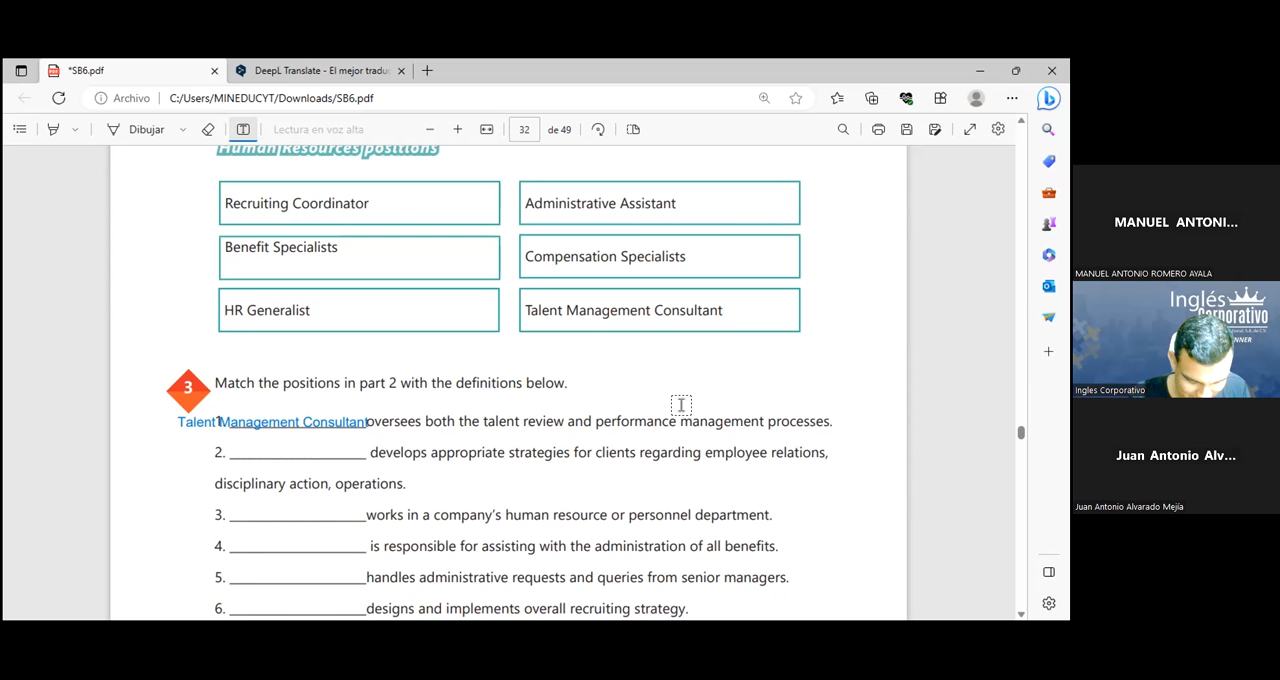 *SB6.pdf
DeepL Translate - El mejor tradu
Archivo
C:/Users/MINEDUCYT/Downloads/SB6.pdf
Dibujar
Lectura en voz alta
32
de 49
Human Resources positions
Recruiting Coordinator
Administrative Assistant
Benefit Specialists
Compensation Specialists
HR Generalist
Talent Management Consultant
3
Match the positions in part 2 with the definitions below.
1. Talent Management Consultant oversees both the talent review and performance management processes.
2. __________________ develops appropriate strategies for clients regarding employee relations,
disciplinary action, operations.
3. __________________works in a company's human resource or personnel department.
4. __________________ is responsible for assisting with the administration of all benefits.
5. __________________handles administrative requests and queries from senior managers.
6. __________________designs and implements overall recruiting strategy.
MANUEL ANTONI...
MANUEL ANTONIO ROMERO AYALA
Inglés
Corporativo
Ingles Corporativo
Juan Antonio Alv...
Juan Antonio Alvarado Mejía